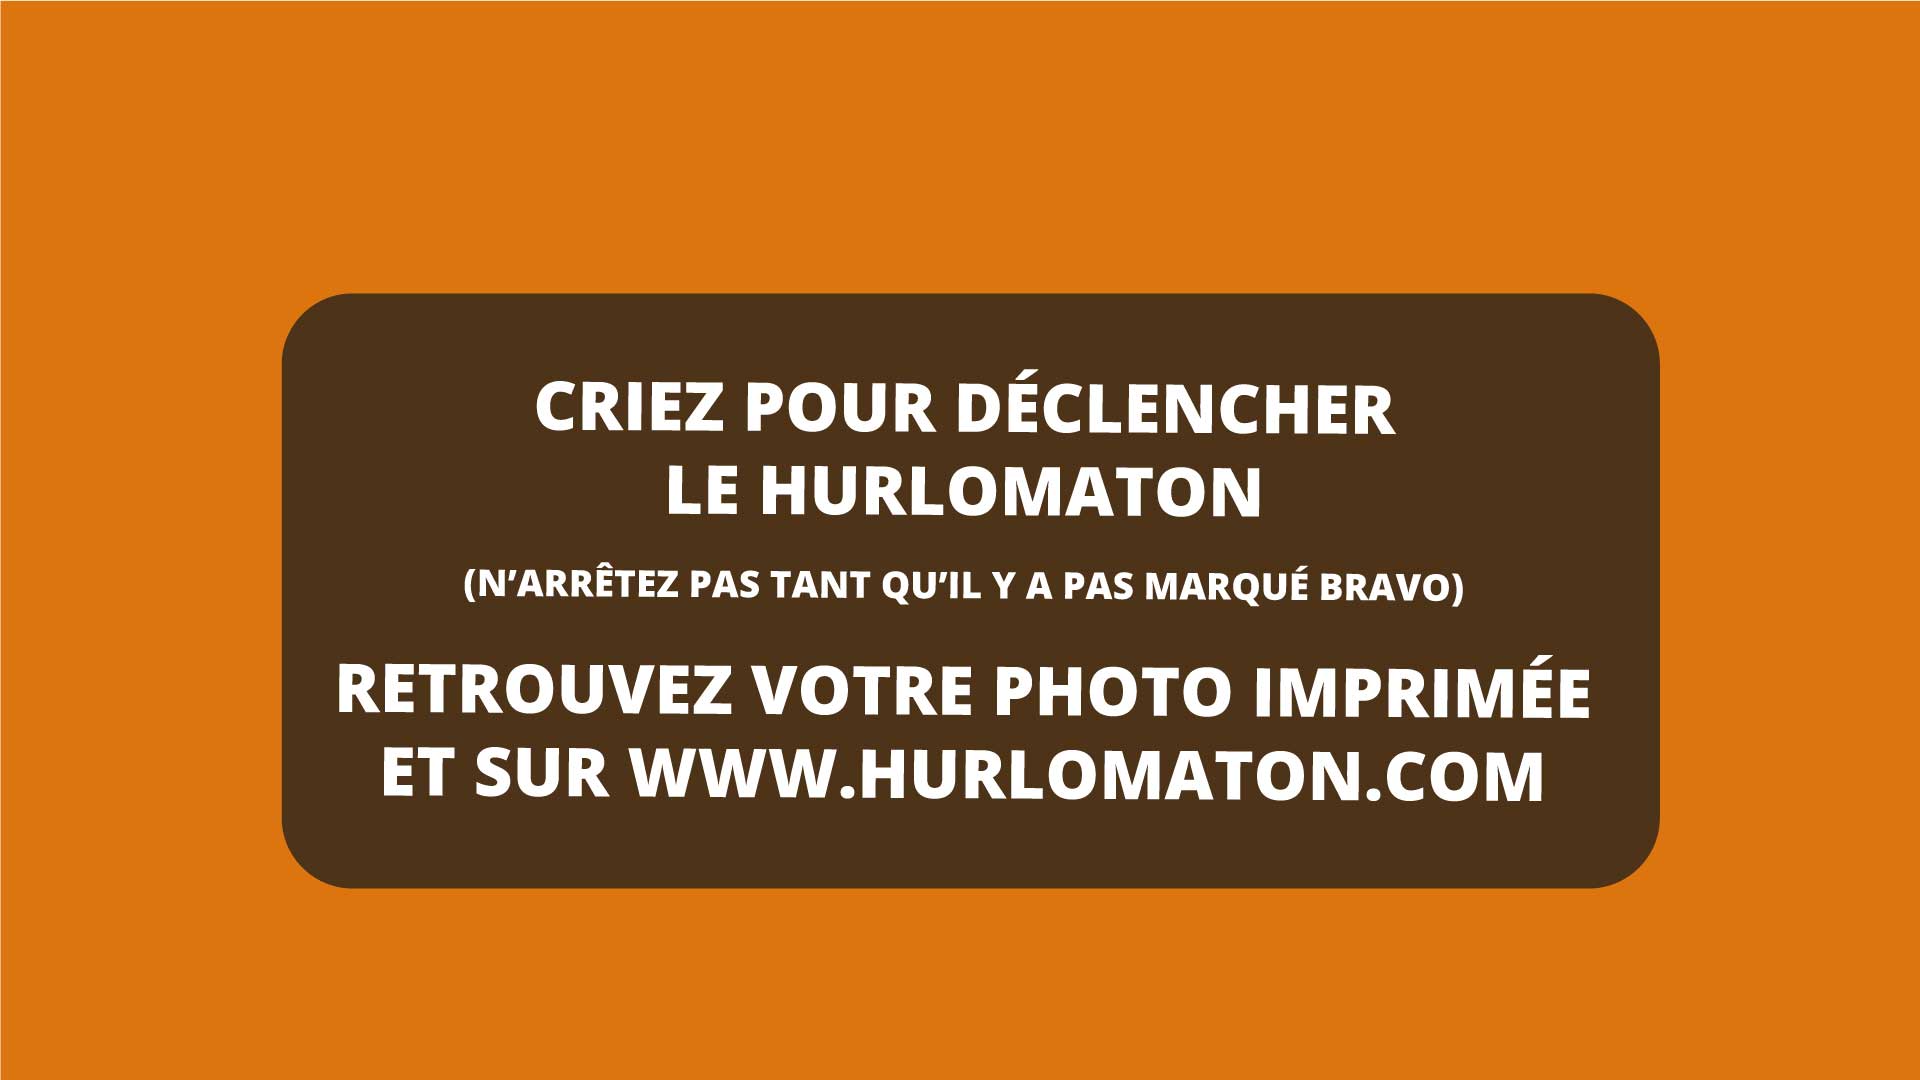 CRIEZ POUR DÉCLENCHER
LE HURLOMATON
(N’ARRÊTEZ PAS TANT QU’IL Y A PAS MARQUÉ BRAVO)
RETROUVEZ VOTRE PHOTO IMPRIMÉE
ET SUR WWW.HURLOMATON.COM